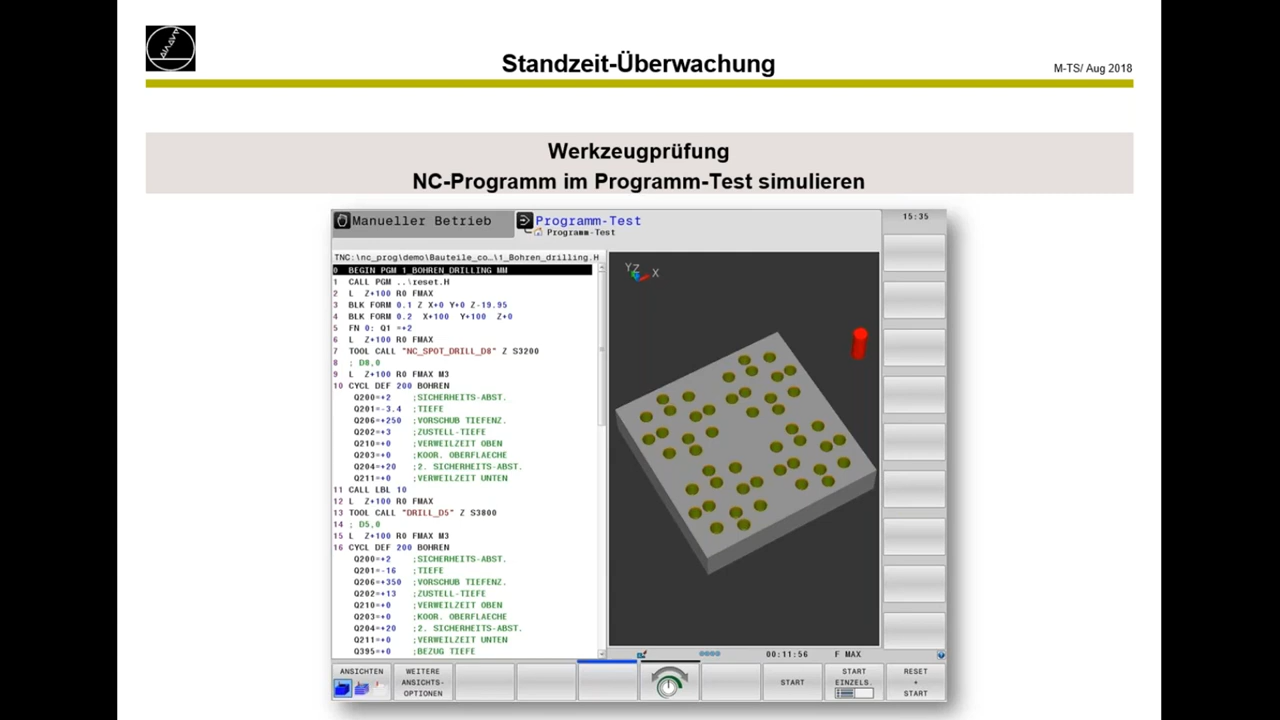 Standzeit-Überwachung
M-TS/ Aug 2018
Werkzeugprüfung
NC-Programm im Programm-Test simulieren
Manueller Betrieb
Programm-Test
Programm-Test
15:35
TNC:\nc_prog\demo\Bauteile_co…\1_Bohren_drilling.H
0 BEGIN PGM 1_BOHREN_DRILLING MM
1 CALL PGM ..\reset.H
2 L Z+100 R0 FMAX
3 BLK FORM 0.1 Z X+0 Y+0 Z-19.95
4 BLK FORM 0.2 X+100 Y+100 Z+0
5 FN 0: Q1 =+2
6 L Z+100 R0 FMAX
7 TOOL CALL "NC_SPOT_DRILL_D8" Z S3200
8 ; D8,0
9 L Z+100 R0 FMAX M3
10 CYCL DEF 200 BOHREN
Q200=+2 ;SICHERHEITS-ABST.
Q201=-3.4 ;TIEFE
Q206=+250 ;VORSCHUB TIEFENZ.
Q202=+3 ;ZUSTELL-TIEFE
Q210=+0 ;VERWEILZEIT OBEN
Q203=+0 ;KOOR. OBERFLAECHE
Q204=+20 ;2. SICHERHEITS-ABST.
Q211=+0 ;VERWEILZEIT UNTEN
11 CALL LBL 10
12 L Z+100 R0 FMAX
13 TOOL CALL "DRILL_D5" Z S3800
14 ; D5,0
15 L Z+100 R0 FMAX M3
16 CYCL DEF 200 BOHREN
Q200=+2 ;SICHERHEITS-ABST.
Q201=-16 ;TIEFE
Q206=+350 ;VORSCHUB TIEFENZ.
Q202=+13 ;ZUSTELL-TIEFE
Q210=+0 ;VERWEILZEIT OBEN
Q203=+0 ;KOOR. OBERFLAECHE
Q204=+20 ;2. SICHERHEITS-ABST.
Q211=+0 ;VERWEILZEIT UNTEN
Q395=+0 ;BEZUG TIEFE
Y Z X
00:11:56 F MAX
ANSICHTEN
WEITERE
ANSICHTS-
OPTIONEN
START
START
EINZELS.
RESET
+
START